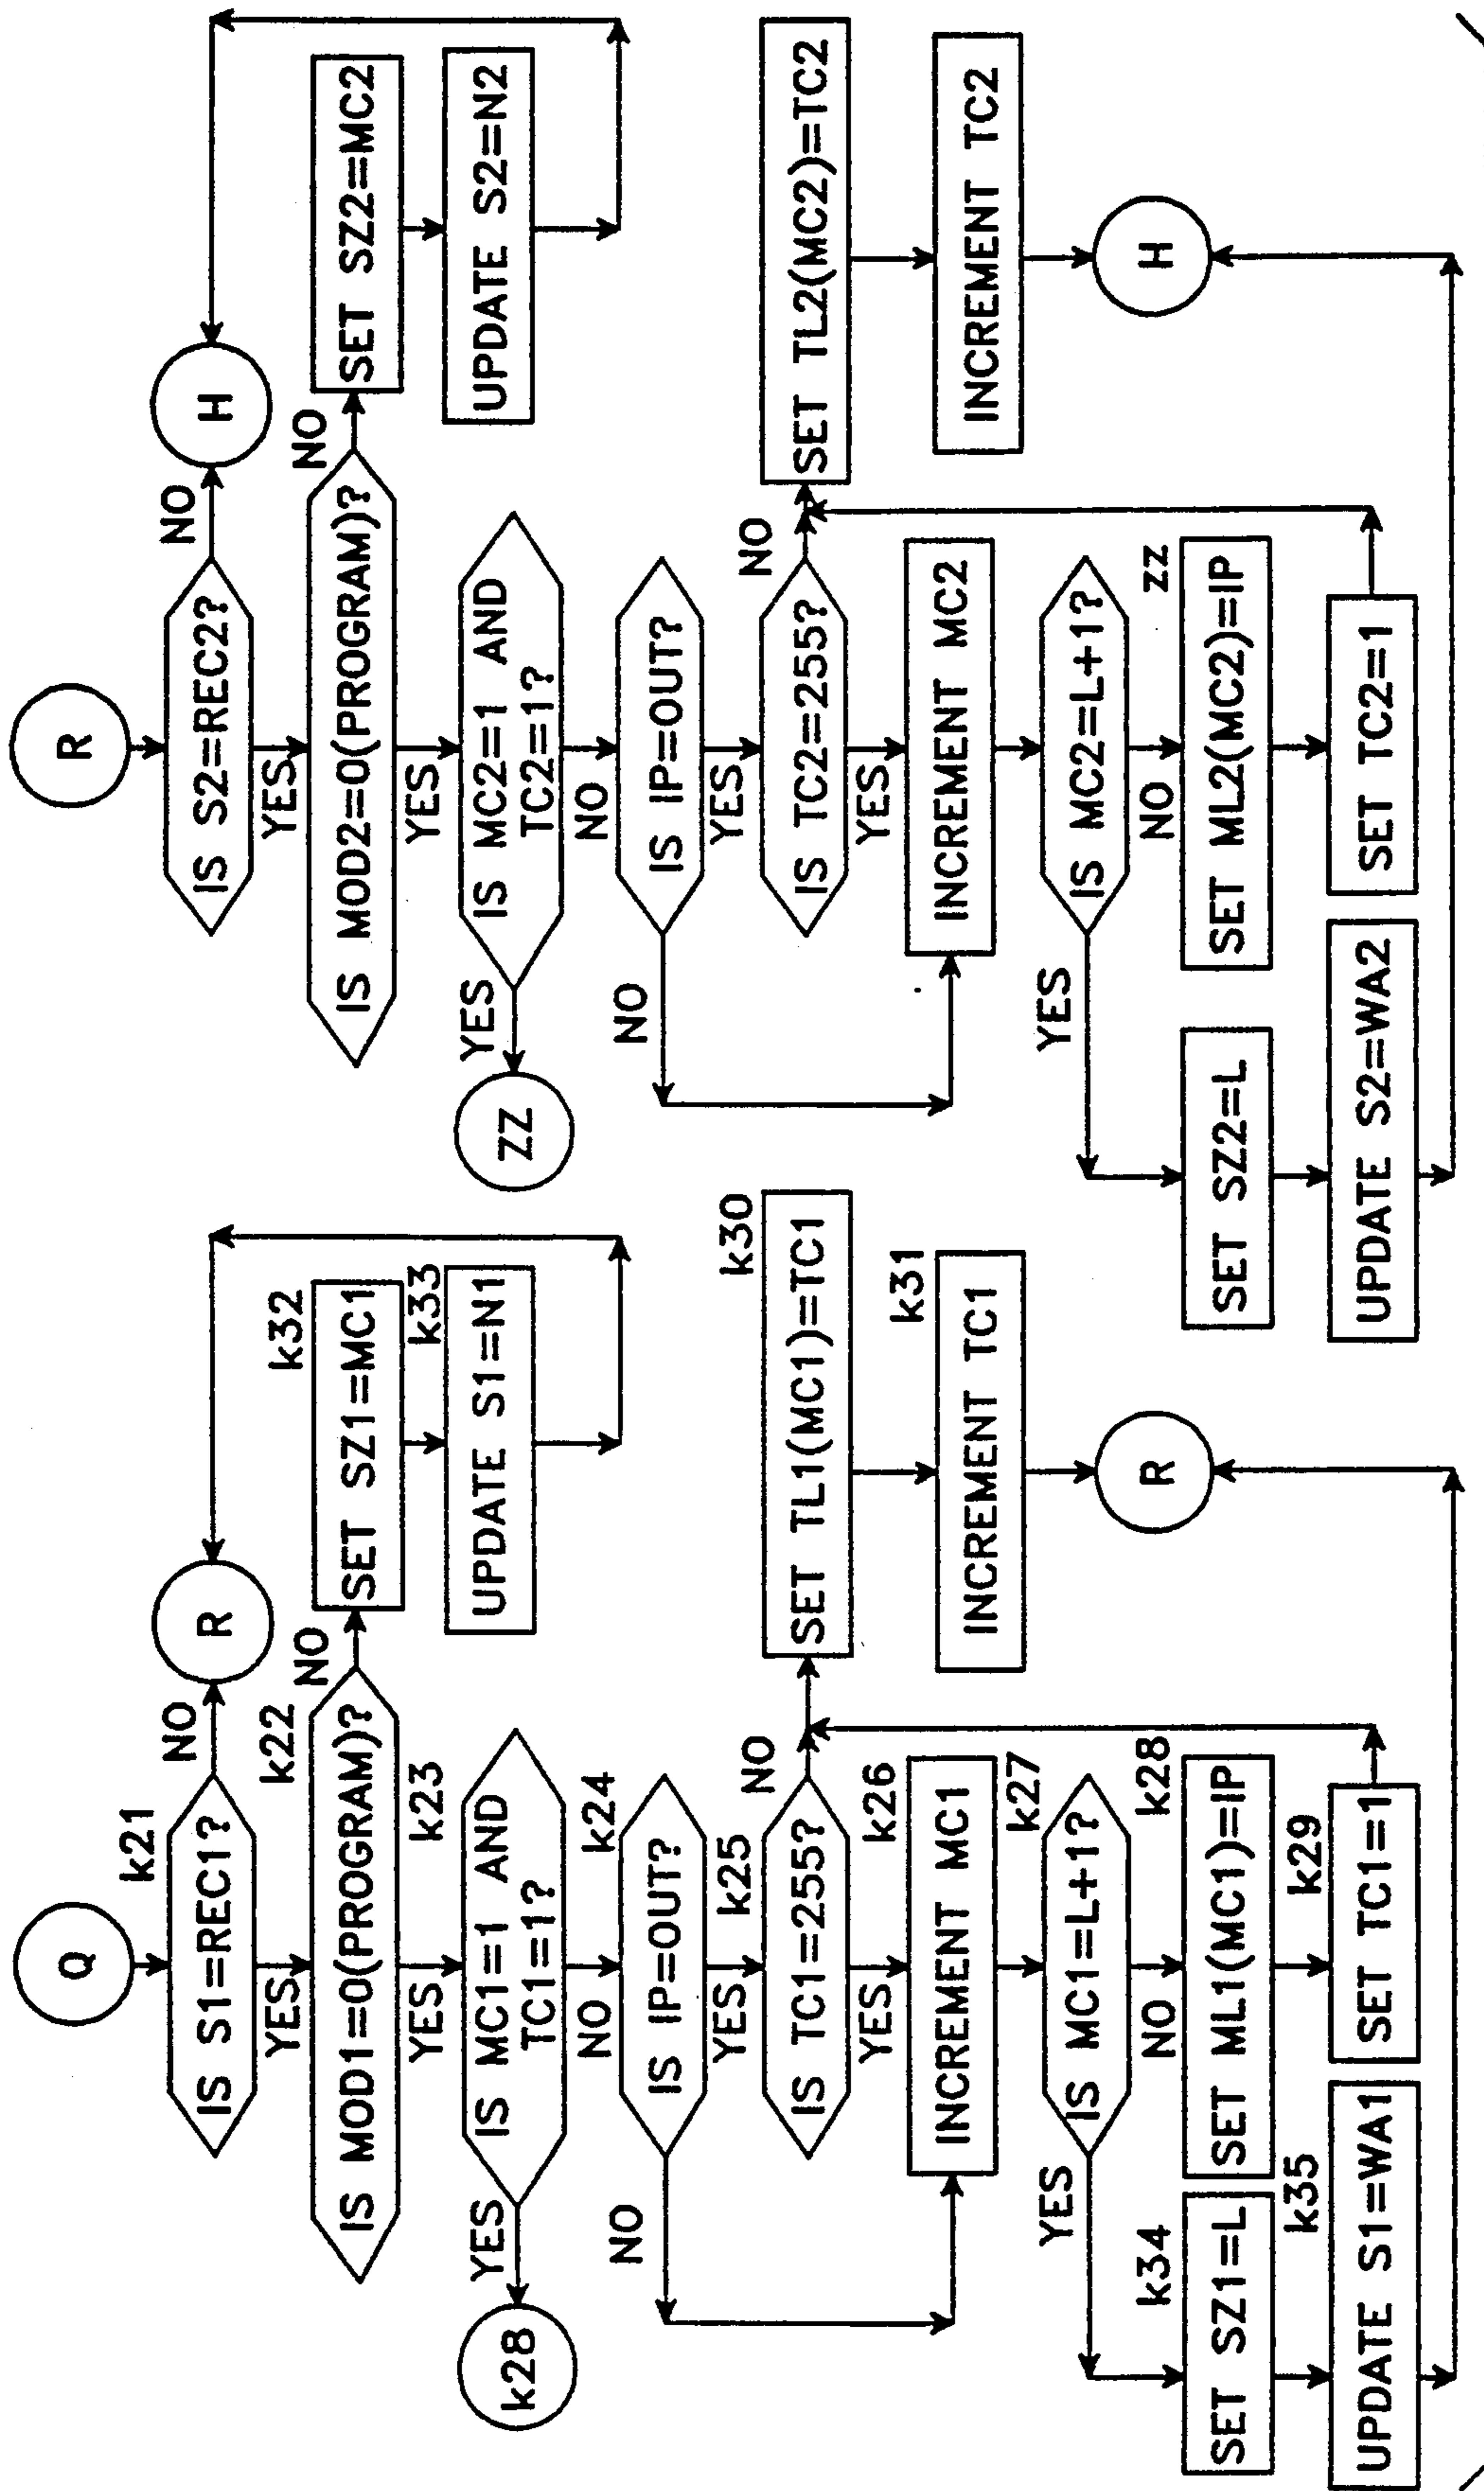 Q
k21
IS S1=REC1?
NO
R
YES
k22
IS MOD1=0(PROGRAM)?
NO
k32
SET SZ1=MC1
k33
UPDATE S1=N1
YES
k23
IS MC1=1 AND
TC1=1?
YES
k28
NO
k24
IS IP=OUT?
NO
YES
k25
IS TC1=255?
NO
k30
SET TL1(MC1)=TC1
k31
INCREMENT TC1
R
YES
k26
INCREMENT MC1
k27
IS MC1=L+1?
YES
NO
k34
SET SZ1=L
k35
UPDATE S1=WA1
k28
SET ML1(MC1)=IP
k29
SET TC1=1
R
IS S2=REC2?
NO
H
YES
IS MOD2=0(PROGRAM)?
NO
SET SZ2=MC2
UPDATE S2=N2
YES
IS MC2=1 AND
TC2=1?
YES
ZZ
NO
IS IP=OUT?
NO
YES
IS TC2=255?
NO
SET TL2(MC2)=TC2
INCREMENT TC2
H
YES
INCREMENT MC2
IS MC2=L+1?
YES
NO
SET SZ2=L
UPDATE S2=WA2
zz
SET ML2(MC2)=IP
SET TC2=1